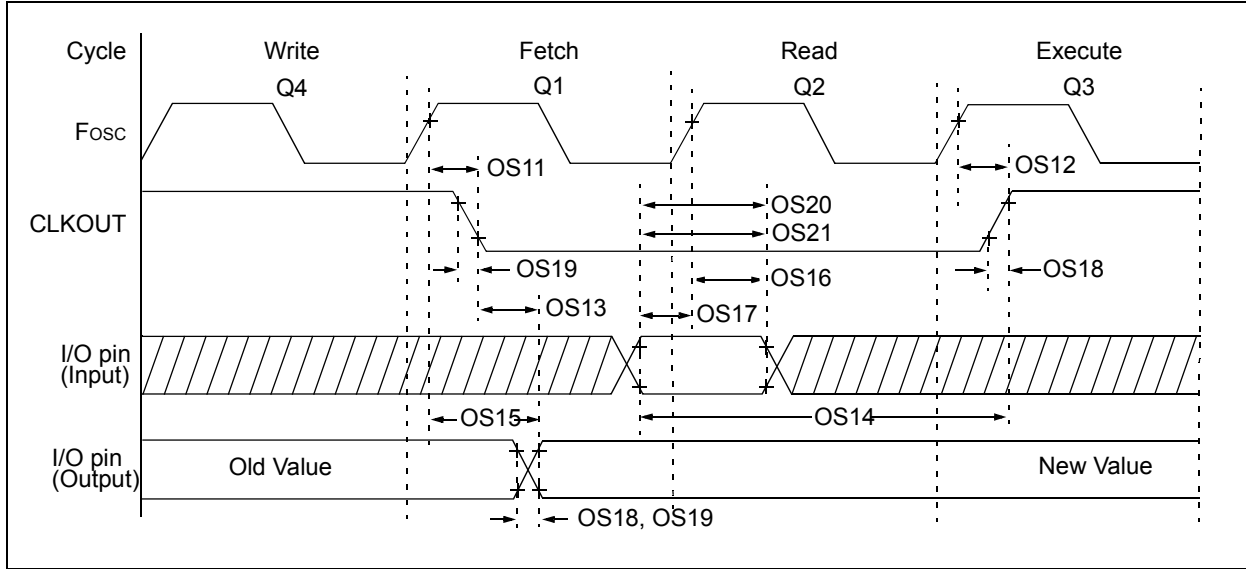 Cycle Write Fetch Read Execute
Q4 Q1 Q2 Q3
Fosc
OS11 OS12
CLKOUT OS20
OS21
OS19 OS16 OS18
OS13 OS17
I/O pin
(Input)
OS15 OS14
I/O pin
(Output) Old Value New Value
OS18, OS19